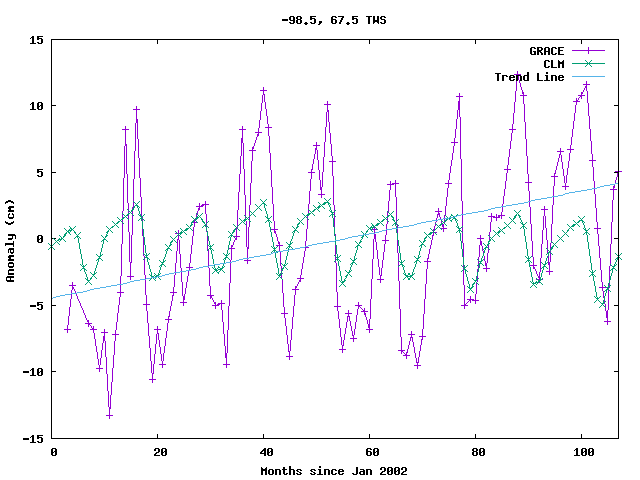 -98.5, 67.5 TWS
15
10
5
0
-5
-10
-15
Anomaly (cm)
GRACE
CLM
Trend Line
0 20 40 60 80 100
Months since Jan 2002